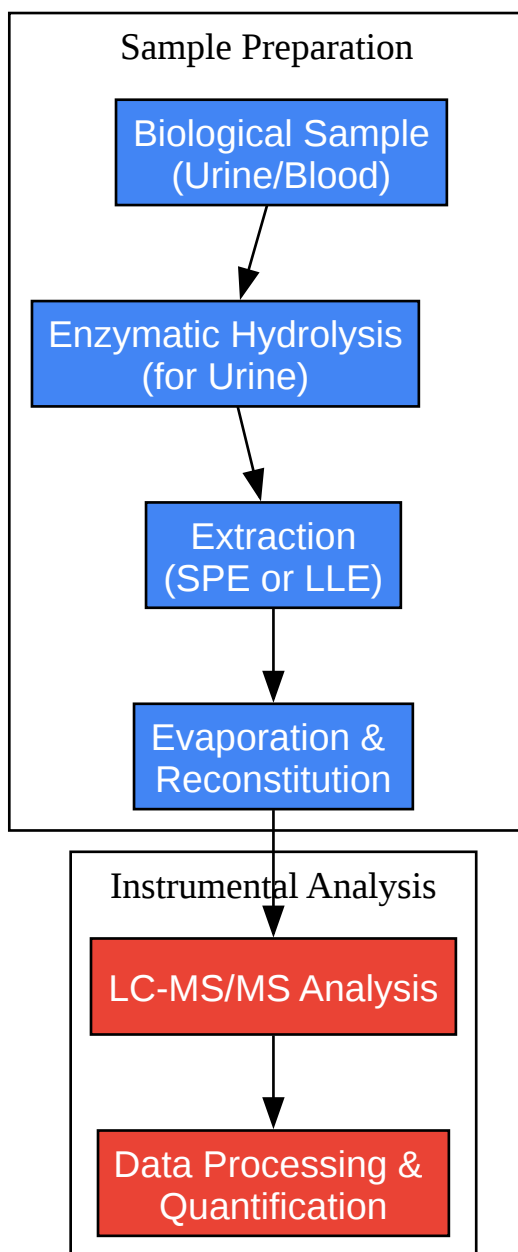 Sample Preparation
Biological Sample
(Urine/Blood)
Enzymatic Hydrolysis
(for Urine)
Extraction
(SPE or LLE)
Evaporation &
Reconstitution
Instrumental Analysis
LC-MS/MS Analysis
Data Processing &
Quantification